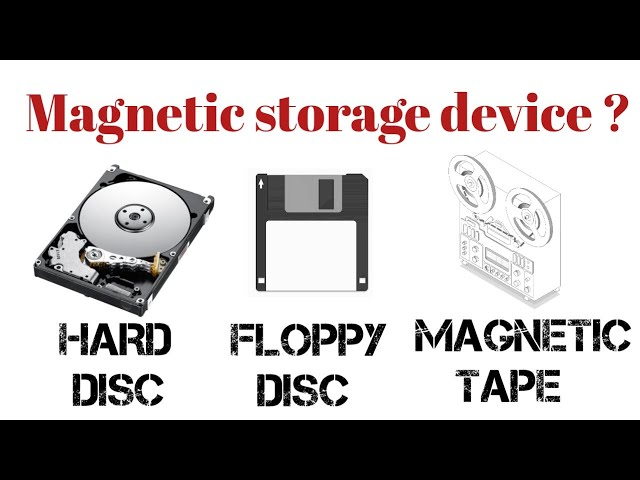 Magnetic storage device ?
HARD
DISC
FLOPPY
DISC
MAGNETIC
TAPE